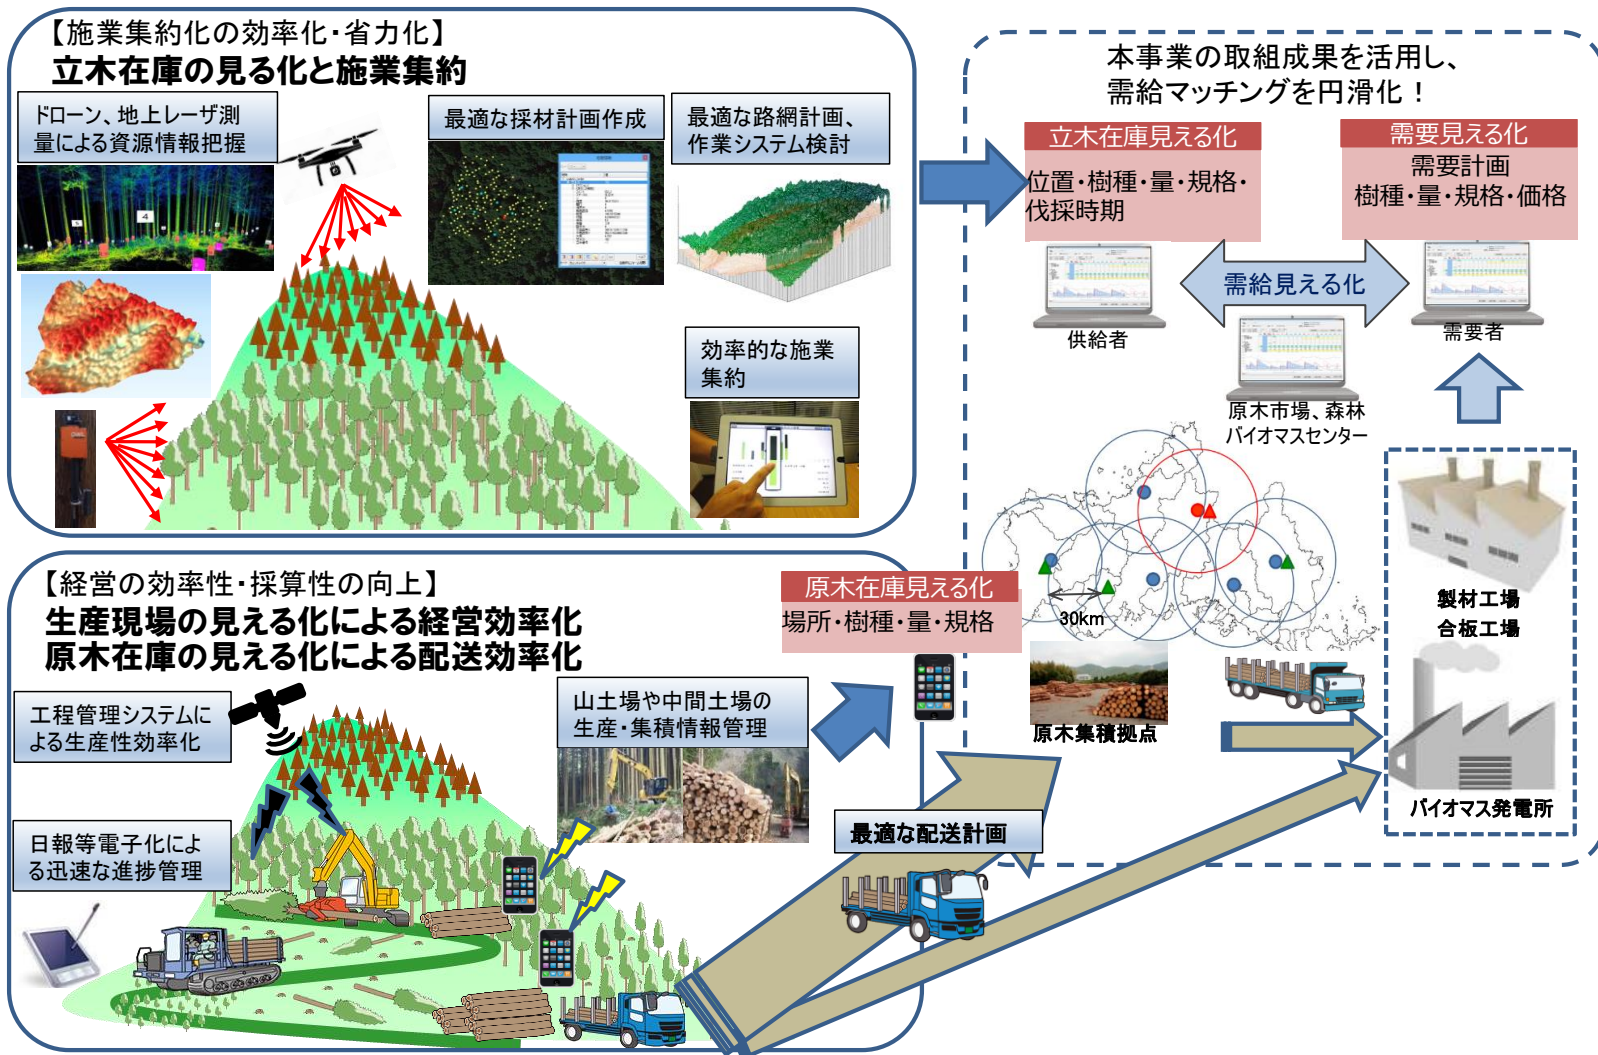 【施業集約化の効率化・省力化】
立木在庫の見る化と施業集約
ドローン、地上レーザ測
量による資源情報把握
最適な採材計画作成
最適な路網計画、
作業システム検討
効率的な施業
集約
4
【経営の効率性・採算性の向上】
生産現場の見える化による経営効率化
原木在庫の見える化による配送効率化
工程管理システムに
よる生産性効率化
日報等電子化によ
る迅速な進捗管理
山土場や中間土場の
生産・集積情報管理
原木在庫見える化
場所・樹種・量・規格
最適な配送計画
本事業の取組成果を活用し、
需給マッチングを円滑化！
立木在庫見える化
位置・樹種・量・規格・
伐採時期
需要見える化
需要計画
樹種・量・規格・価格
需給見える化
供給者
需要者
原木市場、森林
バイオマスセンター
30km
原木集積拠点
製材工場
合板工場
バイオマス発電所